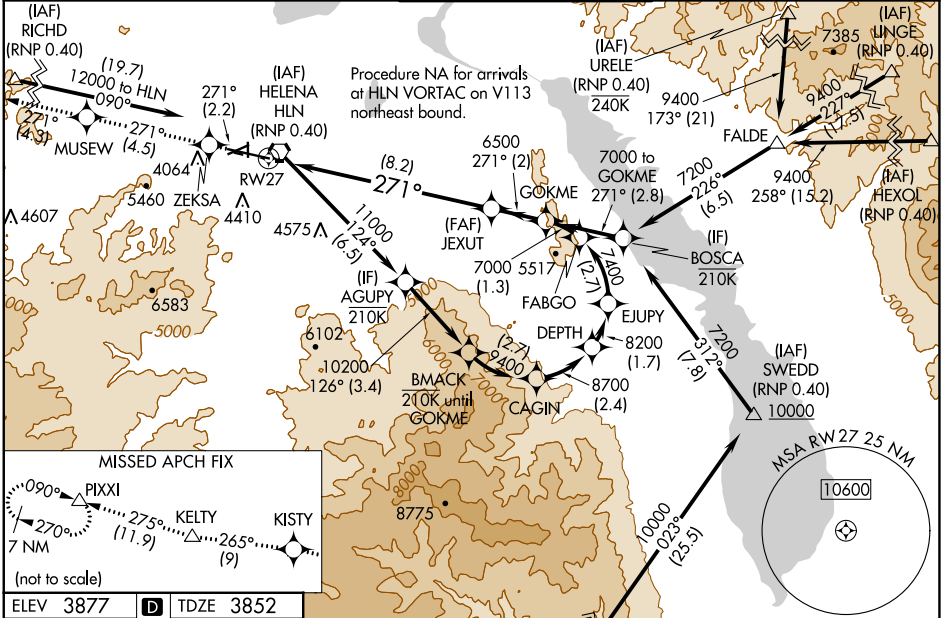 (IAF)
RICHD
(RNP 0.40)
(19.7)
12000 to HLN
090°
271°
(4.3)
MUSEW
271°
(4.5)
271°
(2.2)
(IAF)
HELENA
HLN
(RNP 0.40)
Procedure NA for arrivals
at HLN VORTAC on V113
northeast bound.
(IAF)
URELE
(RNP 0.40)
240K
7385
(IAF)
LINGE
(RNP 0.40)
9400
173° (21)
9400
227°
(17.5)
FALDE
9400
258° (15.2)
(IAF)
HEXOL
(RNP 0.40)
7200
226°
(6.5)
4064
ZEKSA
RW27
5460
4410
4607
4575
(8.2)
271°
6500
271° (2)
GOKME
7000 to
GOKME
271° (2.8)
(FAF)
JEXUT
7000
(1.3)
5517
FABGO
(IF)
BOSCA
210K
11000
124°
(6.5)
(IF)
AGUPY
210K
7400
(2.7)
EJUPY
DEPTH
8200
(1.7)
7200
312°
(7.8)
(IAF)
SWEDD
(RNP 0.40)
10000
6583
5000
6000
6102
10200
126° (3.4)
5000
6000
7000
(2.7)
9400
BMACK
210K until
GOKME
CAGIN
8700
(2.4)
8000
8775
5000
10000
023°
(25.5)
MSA RW27 25 NM
10600
MISSED APCH FIX
090°
PIXXI
270°
7 NM
275°
(11.9)
KELTY
265°
(9)
KISTY
(not to scale)
ELEV 3877 D TDZE 3852